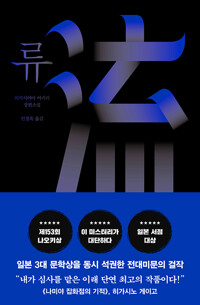 류
流
히가시야마 아키라
장편소설
민경욱 옮김
★★★★★
제153회
나오키상
★★★★★
이 미스터리가
대단하다
★★★★★
일본 서점
대상
일본 3대 문학상을 동시 석권한 전대미문의 걸작
“내가 심사를 맡은 이래 단연 최고의 작품이다!”
《나미야 잡화점의 기적》, 히가시노 게이고